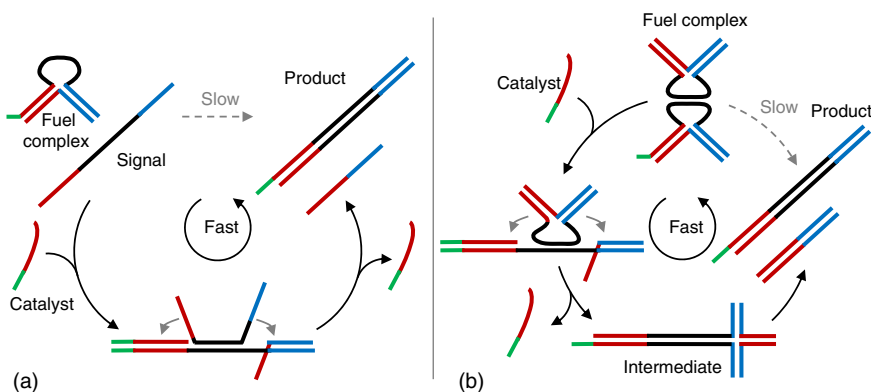 Fuel
complex
Signal
Slow
Product
Fast
Catalyst
(a)
Fuel complex
Catalyst
Slow
Product
Fast
Intermediate
(b)